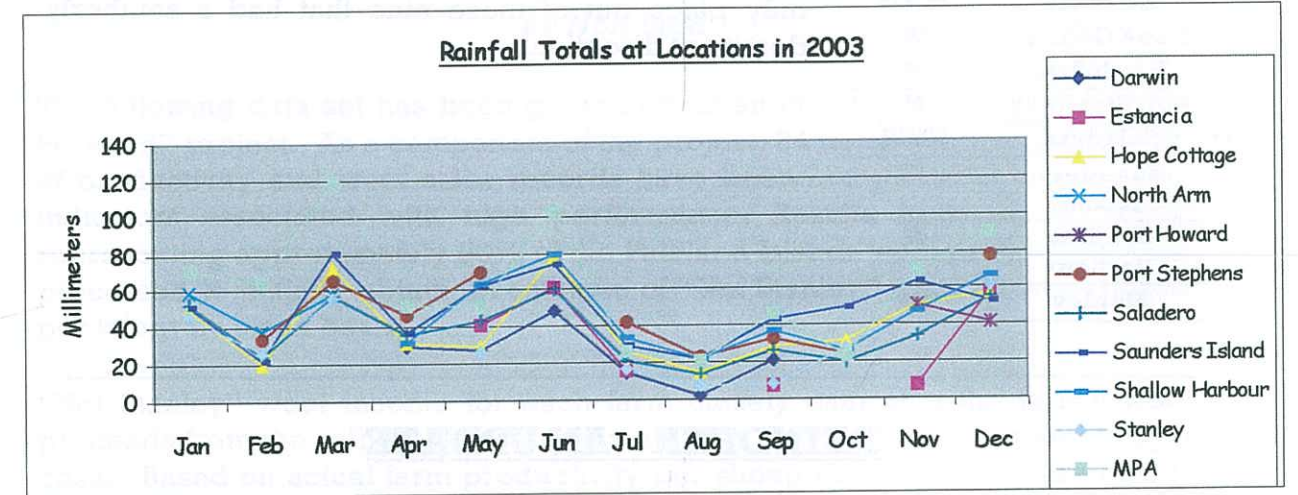 Rainfall Totals at Locations in 2003
140
120
100
80
60
40
20
0
Millimeters
Jan Feb Mar Apr May Jun Jul Aug Sep Oct Nov Dec
Darwin
Estancia
Hope Cottage
North Arm
Port Howard
Port Stephens
Saladero
Saunders Island
Shallow Harbour
Stanley
MPA